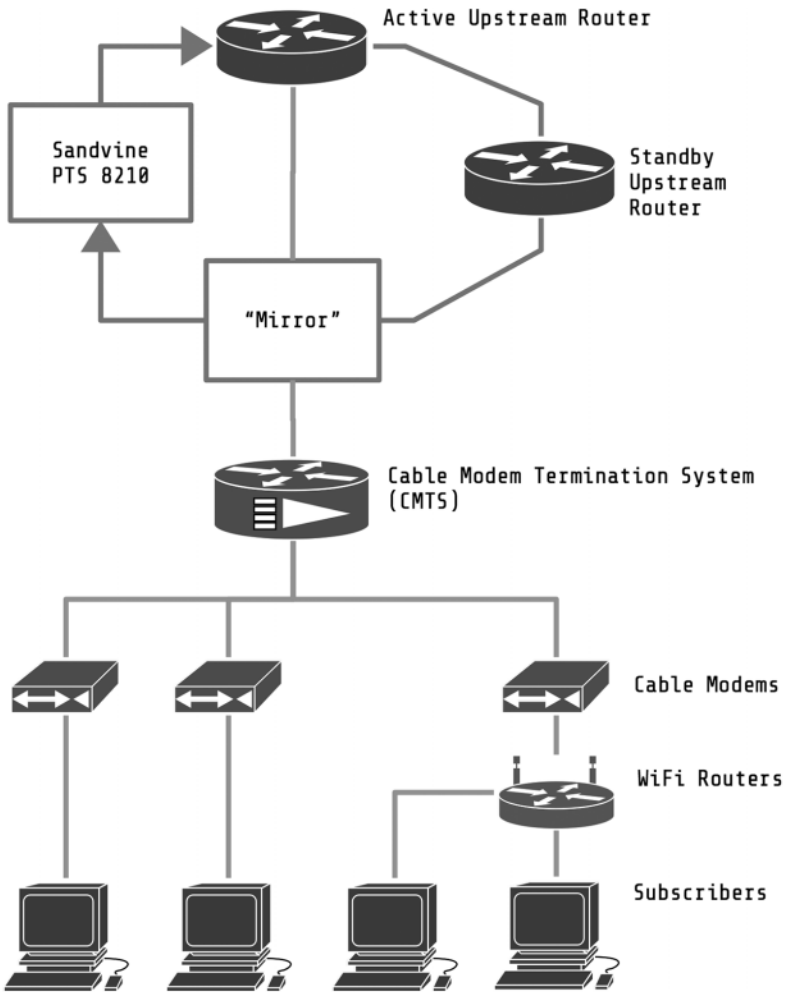 Active Upstream Router
Sandvine
PTS 8210
Standby
Upstream
Router
“Mirror”
Cable Modem Termination System
(CMTS)
Cable Modems
WiFi Routers
Subscribers